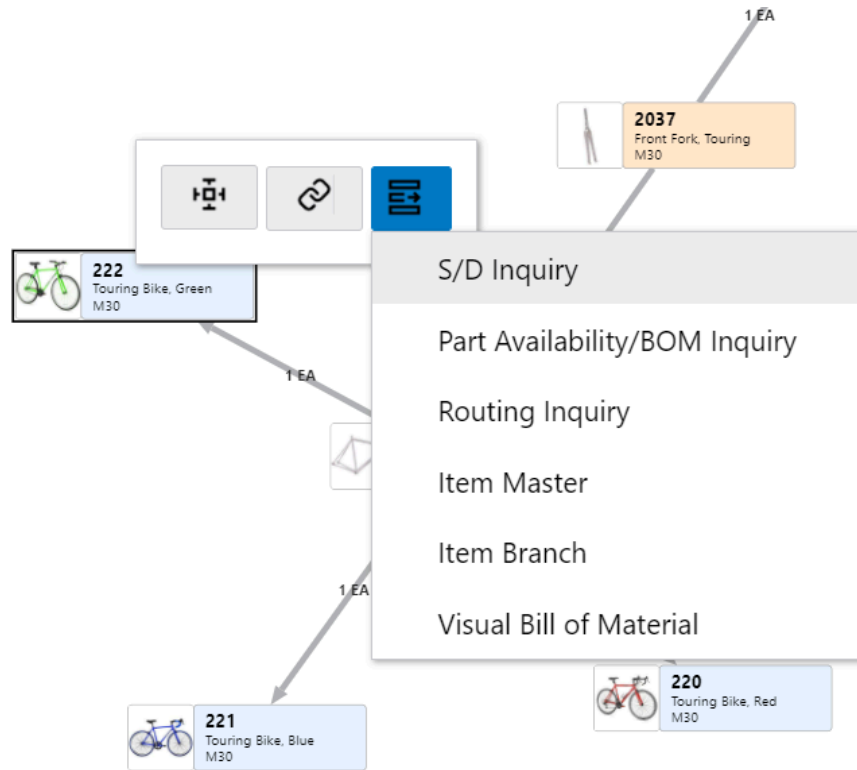 1 EA
2037
Front Fork, Touring
M30
222
Touring Bike, Green
M30
S/D Inquiry
Part Availability/BOM Inquiry
1 EA
Routing Inquiry
Item Master
Item Branch
1 EA
Visual Bill of Material
220
Touring Bike, Red
M30
221
Touring Bike, Blue
M30